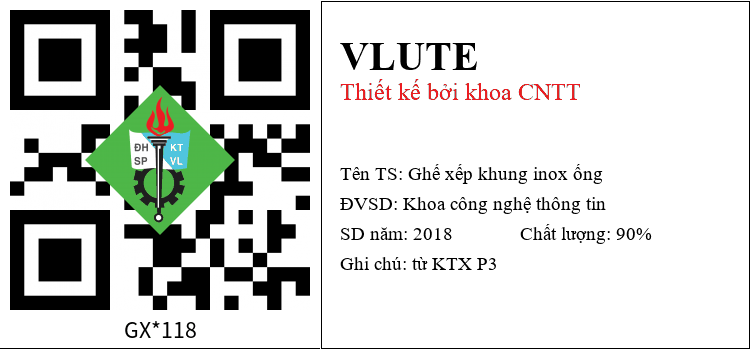 ĐH KT
SP VL
GX*118
VLUTE
Thiết kế bởi khoa CNTT
Tên TS: Ghế xếp khung inox ống
ĐVSD: Khoa công nghệ thông tin
SD năm: 2018 Chất lượng: 90%
Ghi chú: từ KTX P3